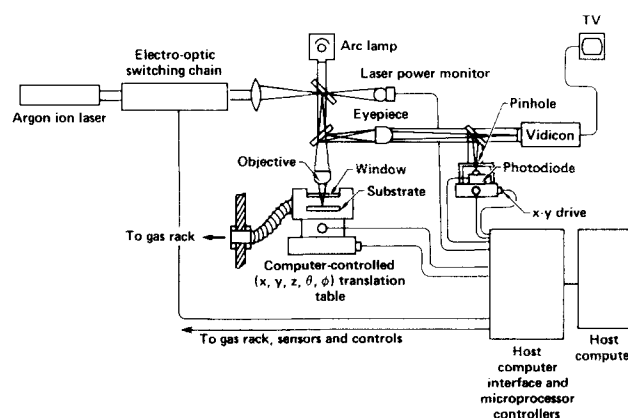 TV
Electro-optic
switching chain
Arc lamp
Laser power monitor
Eyepiece
Pinhole
Argon ion laser
Vidicon
Objective
Window
Photodiode
Substrate
x-y drive
To gas rack
Computer-controlled
(x, y, z, θ, ϕ) translation
table
To gas rack, sensors and controls
Host
computer
interface and
microprocessor
controllers
Host
compute